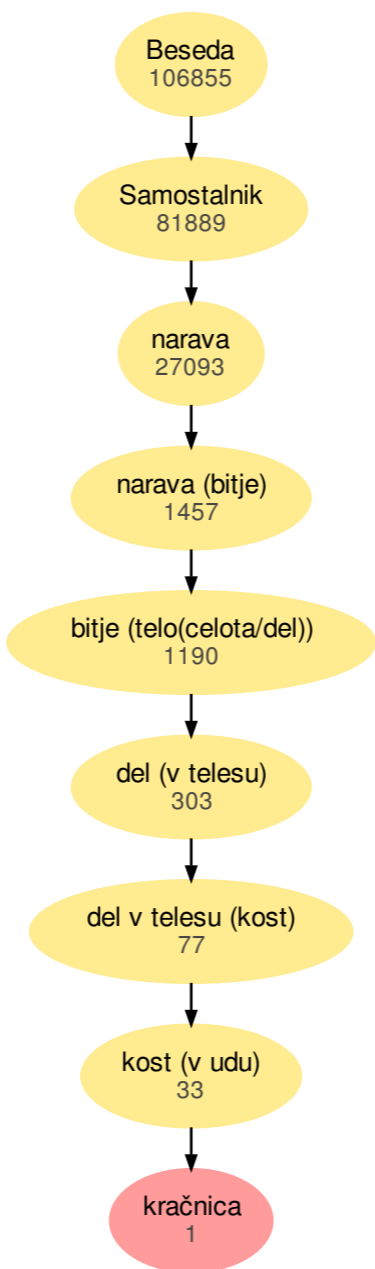 Beseda
106855
Samostalnik
81889
narava
27093
narava (bitje)
1457
bitje (telo(celota/del))
1190
del (v telesu)
303
del v telesu (kost)
77
kost (v udu)
33
kračnica
1